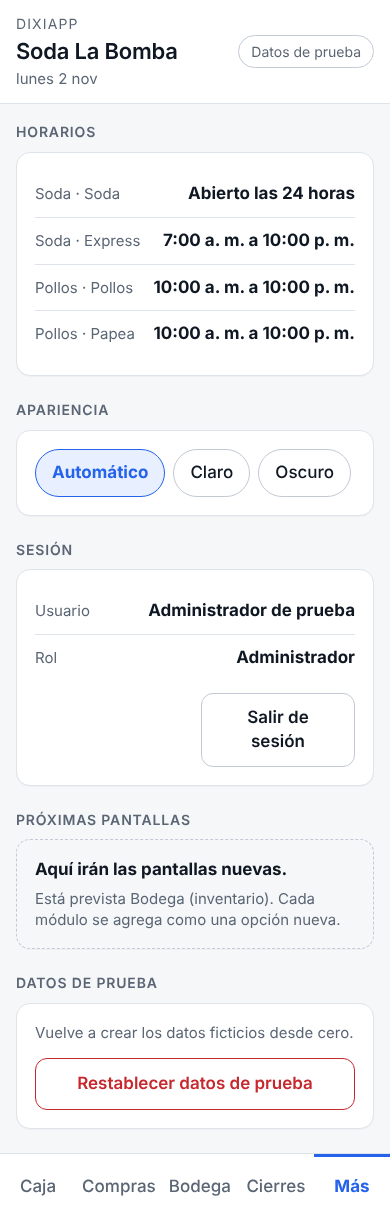 DIXIAPP
Soda La Bomba
Datos de prueba
lunes 2 nov
HORARIOS
Soda · Soda Abierto las 24 horas
Soda · Express 7:00 a. m. a 10:00 p. m.
Pollos · Pollos 10:00 a. m. a 10:00 p. m.
Pollos · Papea 10:00 a. m. a 10:00 p. m.
APARIENCIA
Automático Claro Oscuro
SESIÓN
Usuario Administrador de prueba
Rol Administrador
Salir de
sesión
PRÓXIMAS PANTALLAS
Aquí irán las pantallas nuevas.
Está prevista Bodega (inventario). Cada
módulo se agrega como una opción nueva.
DATOS DE PRUEBA
Vuelve a crear los datos ficticios desde cero.
Restablecer datos de prueba
Caja Compras Bodega Cierres Más